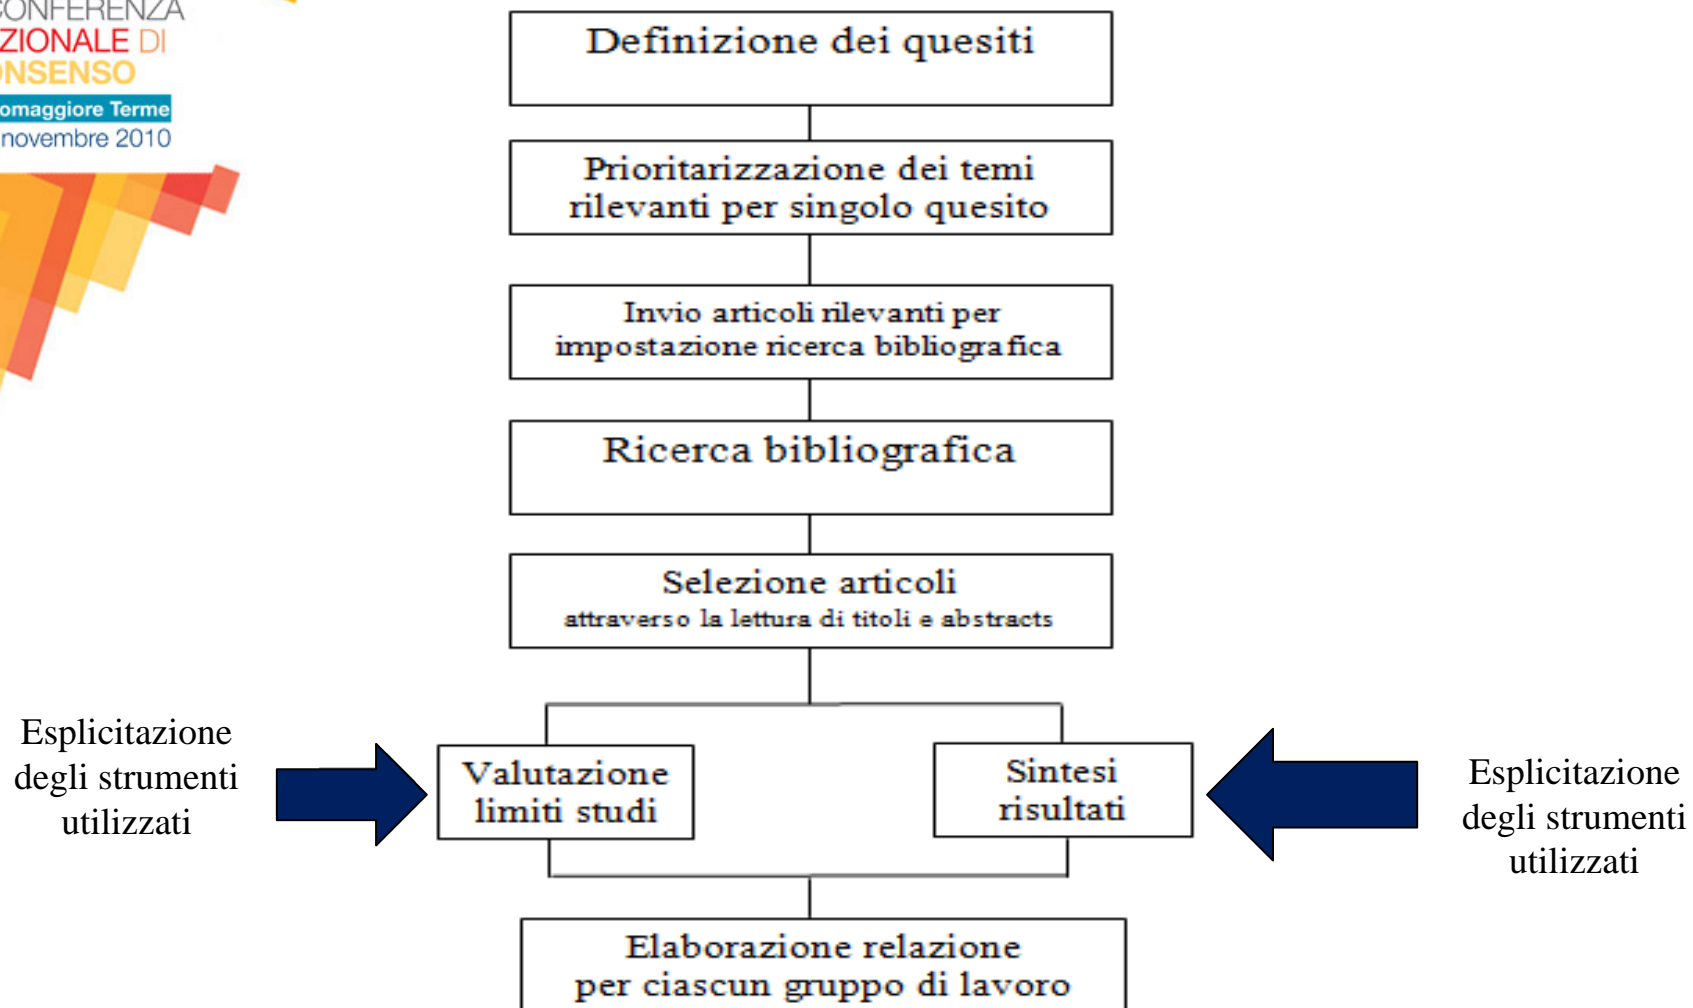 CONFERENZA
ZIONALE DI
NSENSO
omaggiore Terme
novembre 2010
Definizione dei quesiti
Prioritarizzazione dei temi
rilevanti per singolo quesito
Invio articoli rilevanti per
impostazione ricerca bibliografica
Ricerca bibliografica
Selezione articoli
attraverso la lettura di titoli e abstracts
Esplicitazione
degli strumenti
utilizzati
Valutazione
limiti studi
Sintesi
risultati
Esplicitazione
degli strumenti
utilizzati
Elaborazione relazione
per ciascun gruppo di lavoro